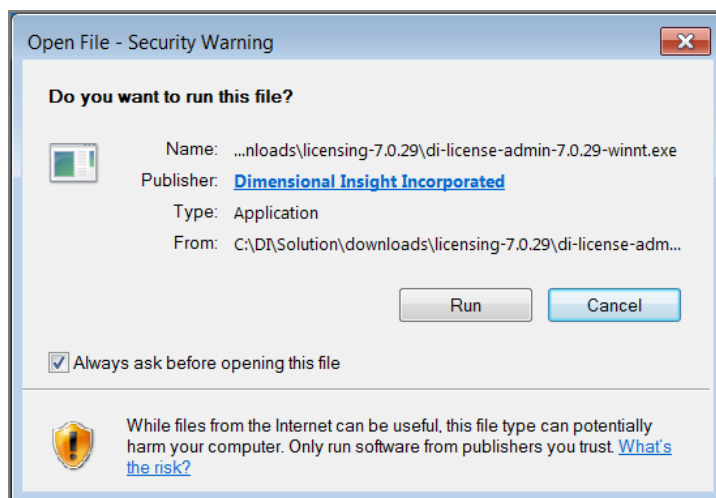 Open File - Security Warning
Do you want to run this file?
Name: ...nloads\licensing-7.0.29\di-license-admin-7.0.29-winnt.exe
Publisher: Dimensional Insight Incorporated
Type: Application
From: C:\DI\Solution\downloads\licensing-7.0.29\di-license-adm...
Run Cancel
Always ask before opening this file
While files from the Internet can be useful, this file type can potentially
harm your computer. Only run software from publishers you trust. What's
the risk?